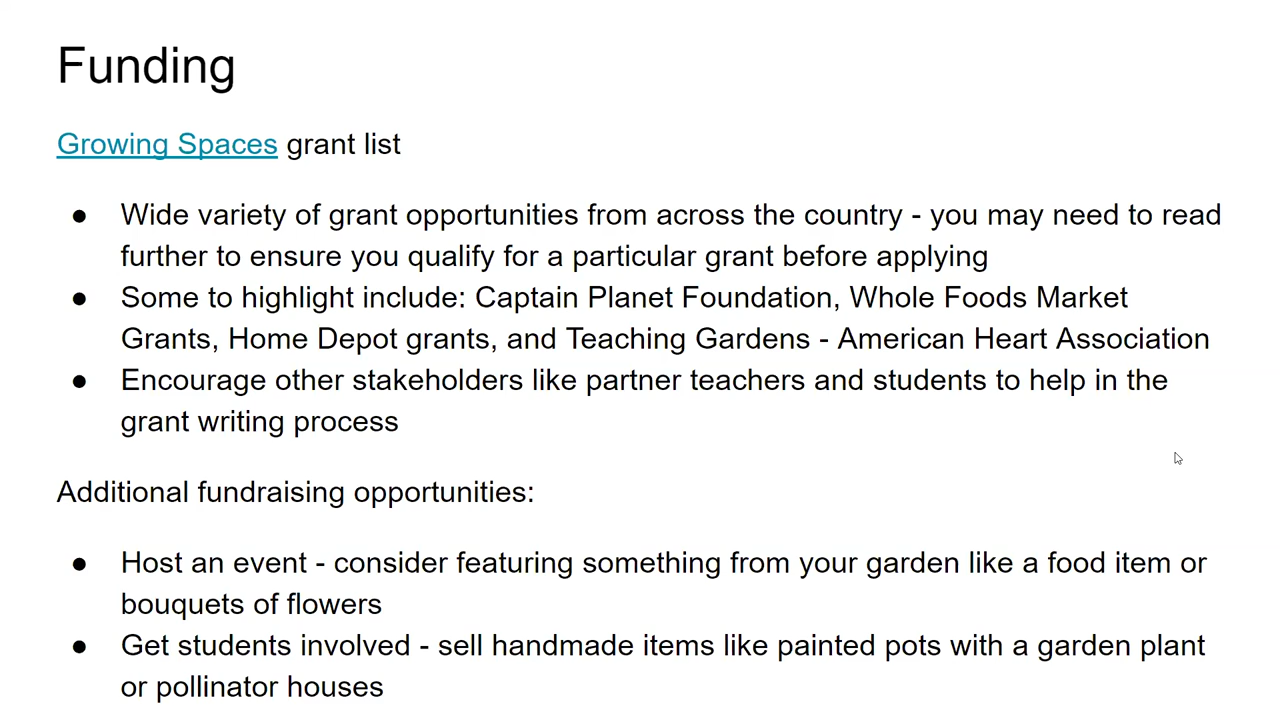 Funding
Growing Spaces grant list
● Wide variety of grant opportunities from across the country - you may need to read
further to ensure you qualify for a particular grant before applying
● Some to highlight include: Captain Planet Foundation, Whole Foods Market
Grants, Home Depot grants, and Teaching Gardens - American Heart Association
● Encourage other stakeholders like partner teachers and students to help in the
grant writing process
Additional fundraising opportunities:
● Host an event - consider featuring something from your garden like a food item or
bouquets of flowers
● Get students involved - sell handmade items like painted pots with a garden plant
or pollinator houses